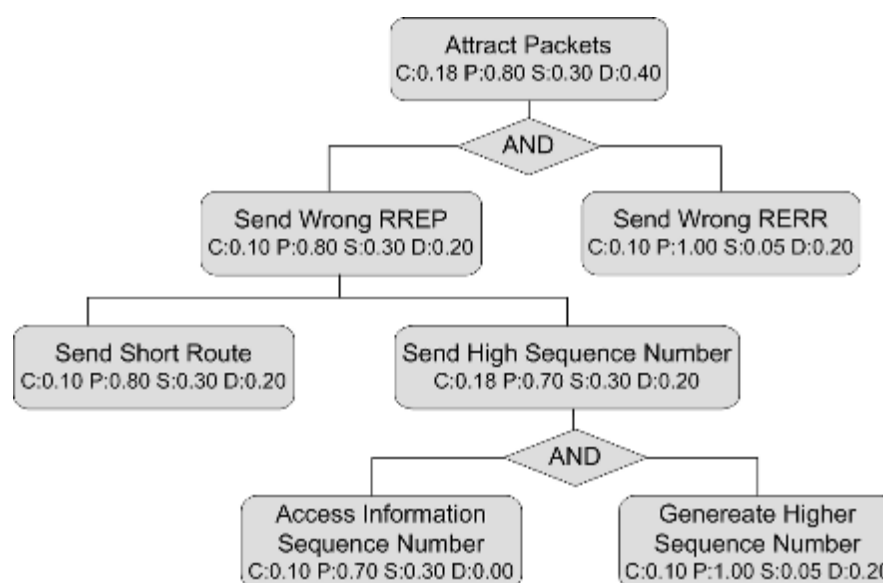 Attract Packets
C:0.18 P:0.80 S:0.30 D:0.40
AND
Send Wrong RREP
C:0.10 P:0.80 S:0.30 D:0.20
Send Wrong RERR
C:0.10 P:1.00 S:0.05 D:0.20
Send Short Route
C:0.10 P:0.80 S:0.30 D:0.20
Send High Sequence Number
C:0.18 P:0.70 S:0.30 D:0.20
AND
Access Information
Sequence Number
C:0.10 P:0.70 S:0.30 D:0.00
Genereate Higher
Sequence Number
C:0.10 P:1.00 S:0.05 D:0.20